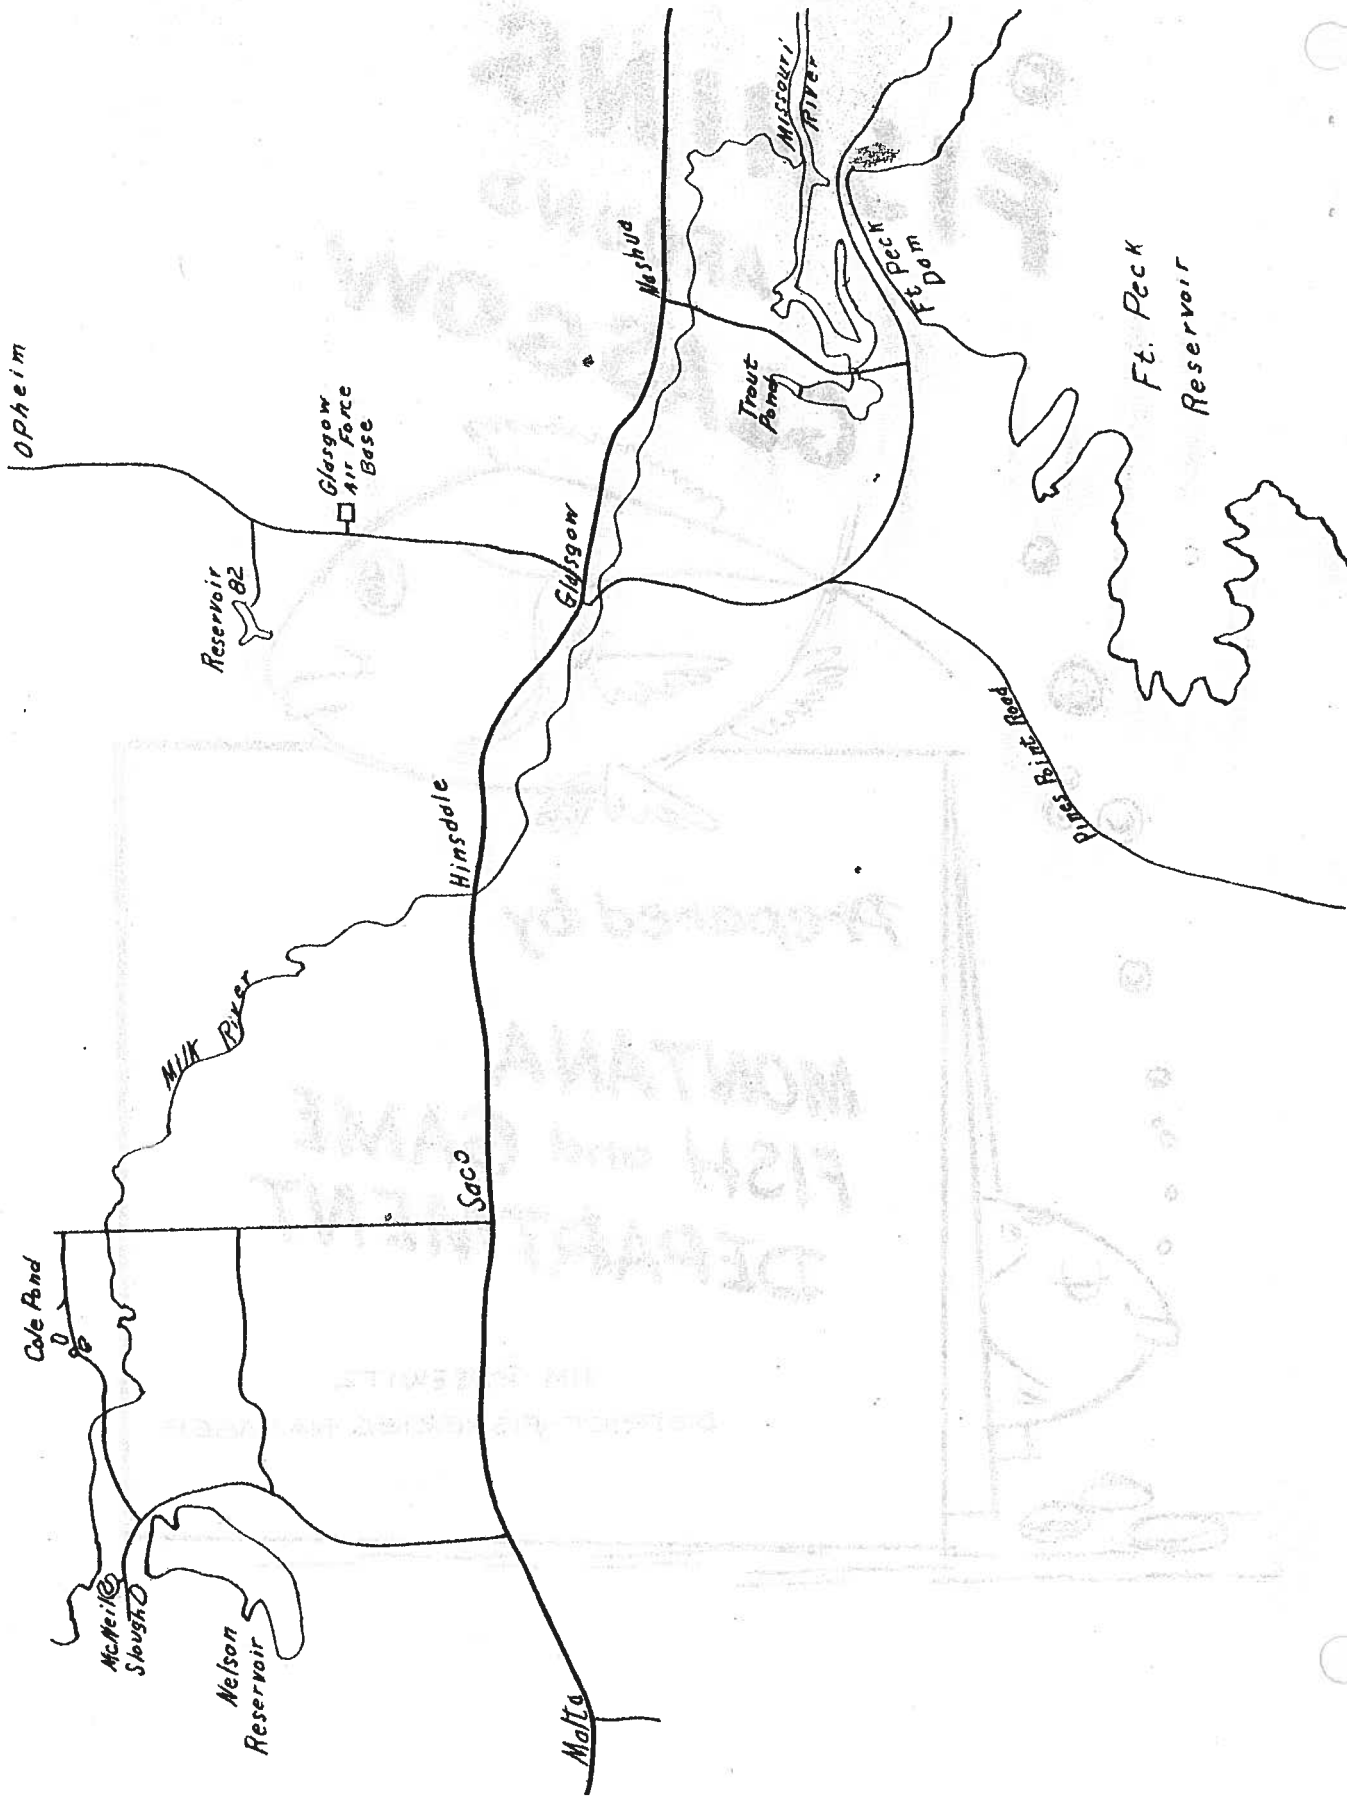 Opheim
Glasgow
Air Force
Base
Reservoir
82
Glasgow
Nashua
Missouri
River
Trout
Pond
Ft. Peck
Dam
Ft. Peck
Reservoir
Pines Point Road
Hinsdale
Milk River
Saco
Cole Pond
McNeil
Slough
Nelson
Reservoir
Malta
Prepared by
MONTANA
FISH and GAME
DEPARTMENT